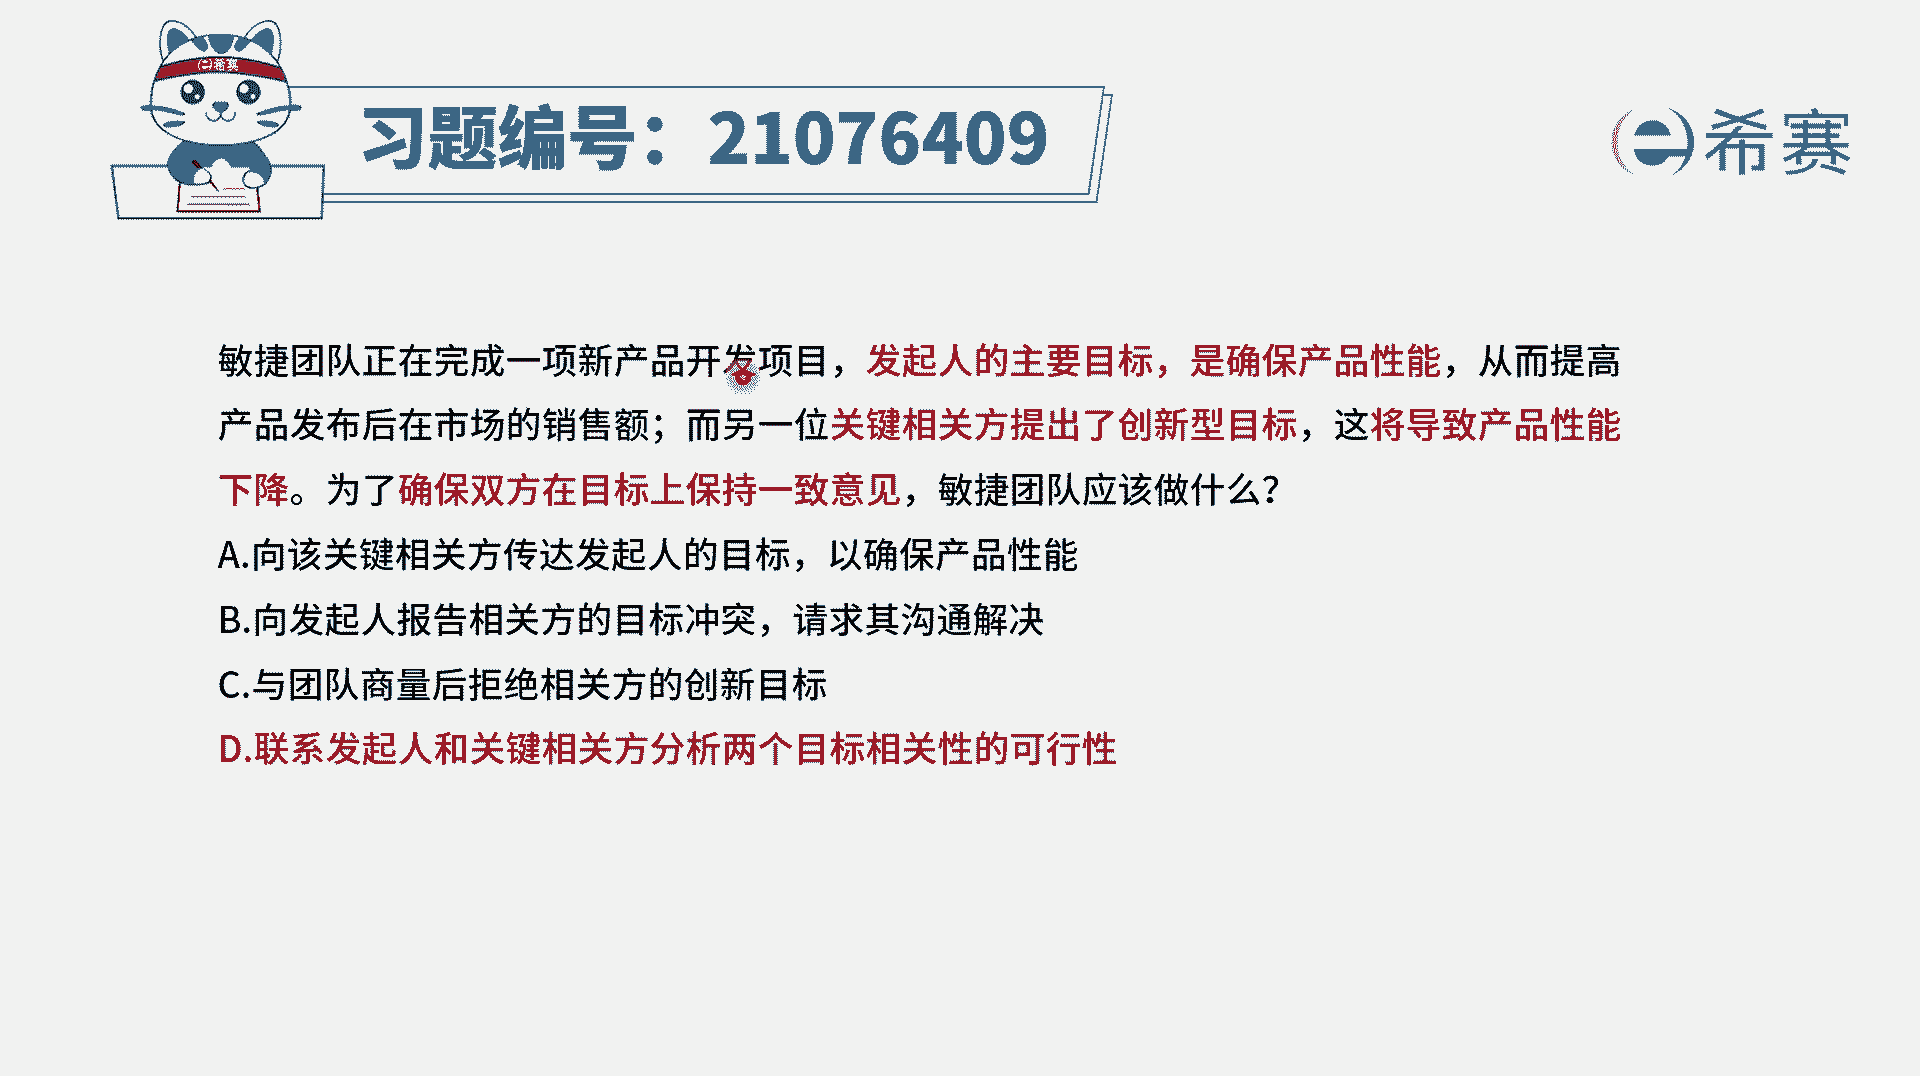 希赛
习题编号：21076409
希赛
敏捷团队正在完成一项新产品开发项目，发起人的主要目标，是确保产品性能，从而提高
产品发布后在市场的销售额；而另一位关键相关方提出了创新型目标，这将导致产品性能
下降。为了确保双方在目标上保持一致意见，敏捷团队应该做什么？
A.向该关键相关方传达发起人的目标，以确保产品性能
B.向发起人报告相关方的目标冲突，请求其沟通解决
C.与团队商量后拒绝相关方的创新目标
D.联系发起人和关键相关方分析两个目标相关性的可行性